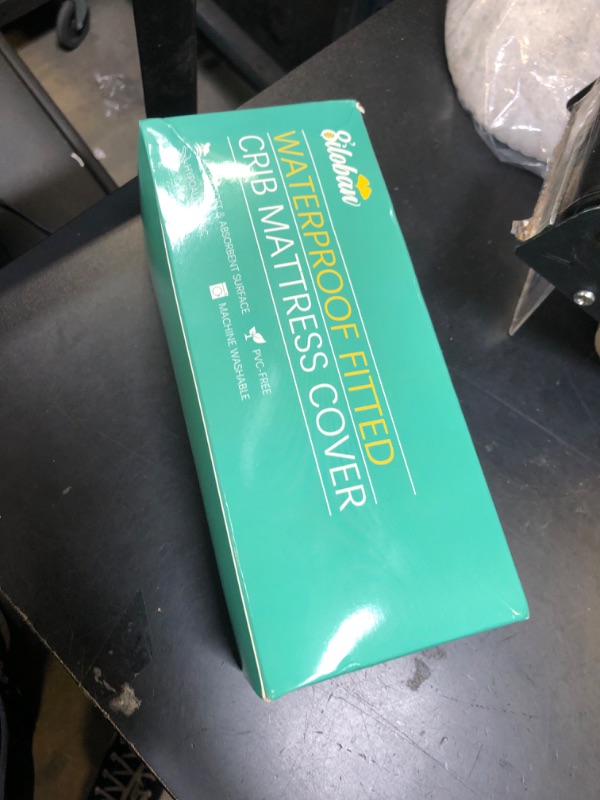 Siloban
WATERPROOF FITTED
CRIB MATTRESS COVER
& ABSORBENT SURFACE
PVC-FREE
MACHINE WASHABLE